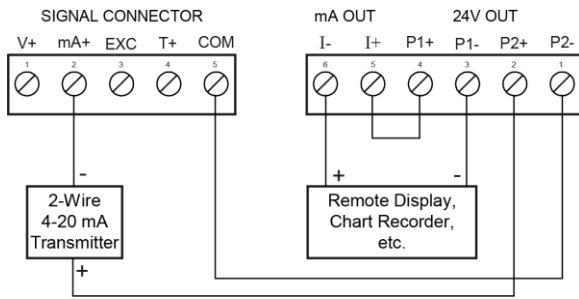 SIGNAL CONNECTOR
mA OUT 24V OUT
V+ mA+ EXC T+ COM
I- I+ P1+ P1- P2+ P2-
1 2 3 4 5
6 5 4 3 2 1
-
+ -
2-Wire
4-20 mA
Transmitter
Remote Display,
Chart Recorder,
etc.
+